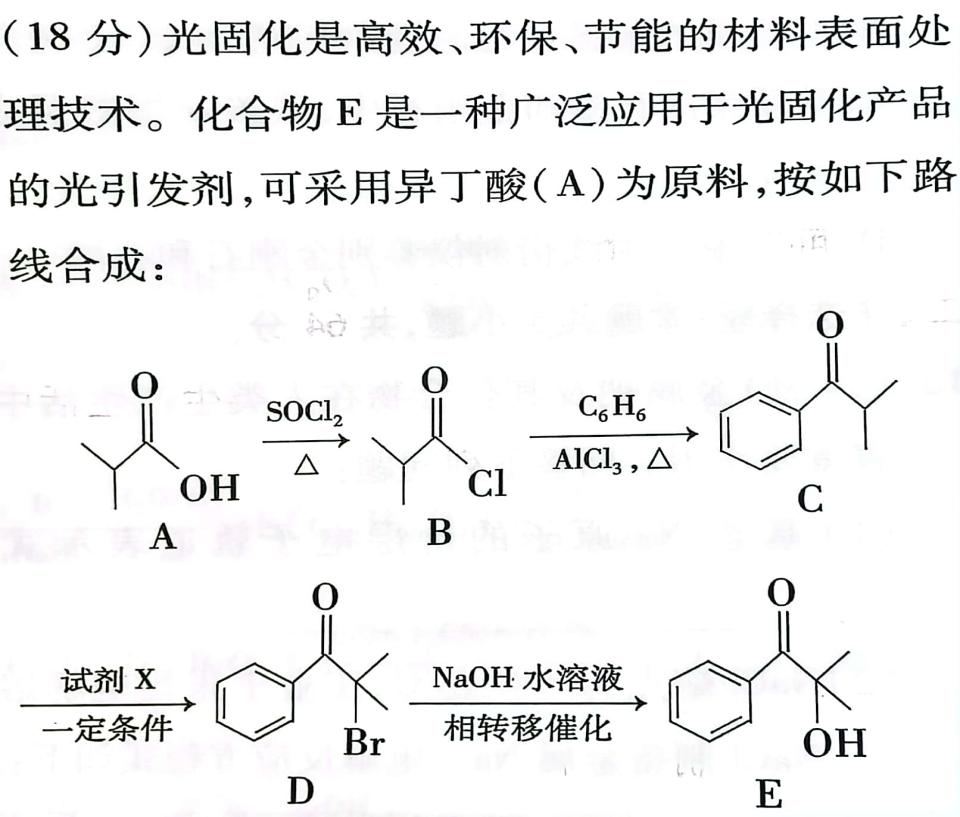 (18 分)光固化是高效、环保、节能的材料表面处
理技术。化合物 E 是一种广泛应用于光固化产品
的光引发剂,可采用异丁酸(A)为原料,按如下路
线合成:
O
OH
A
SOCl₂
△
O
Cl
B
C₆H₆
AlCl₃,△
O
C
试剂 X
一定条件
O
Br
D
NaOH 水溶液
相转移催化
O
OH
E